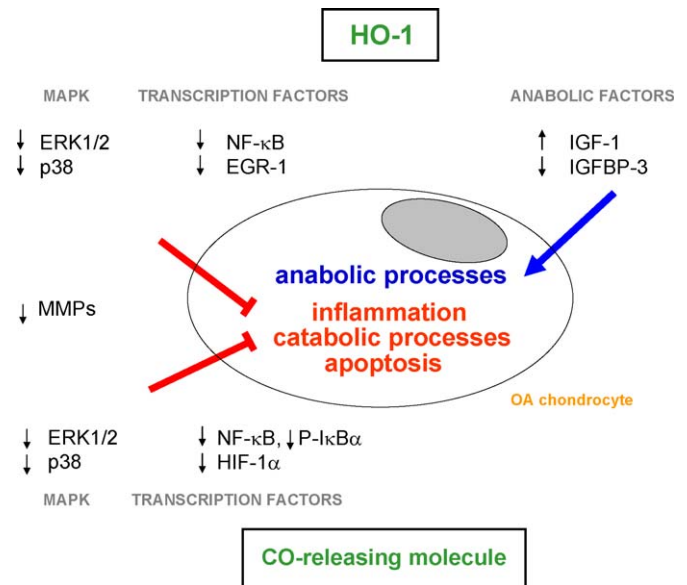 HO-1
MAPK TRANSCRIPTION FACTORS ANABOLIC FACTORS
↓ ERK1/2 ↓ NF-κB ↑ IGF-1
↓ p38 ↓ EGR-1 ↓ IGFBP-3
anabolic processes
inflammation
↓ MMPs
catabolic processes
apoptosis
OA chondrocyte
↓ ERK1/2 ↓ NF-κB, ↓P-IκBα
↓ p38 ↓ HIF-1α
MAPK TRANSCRIPTION FACTORS
CO-releasing molecule